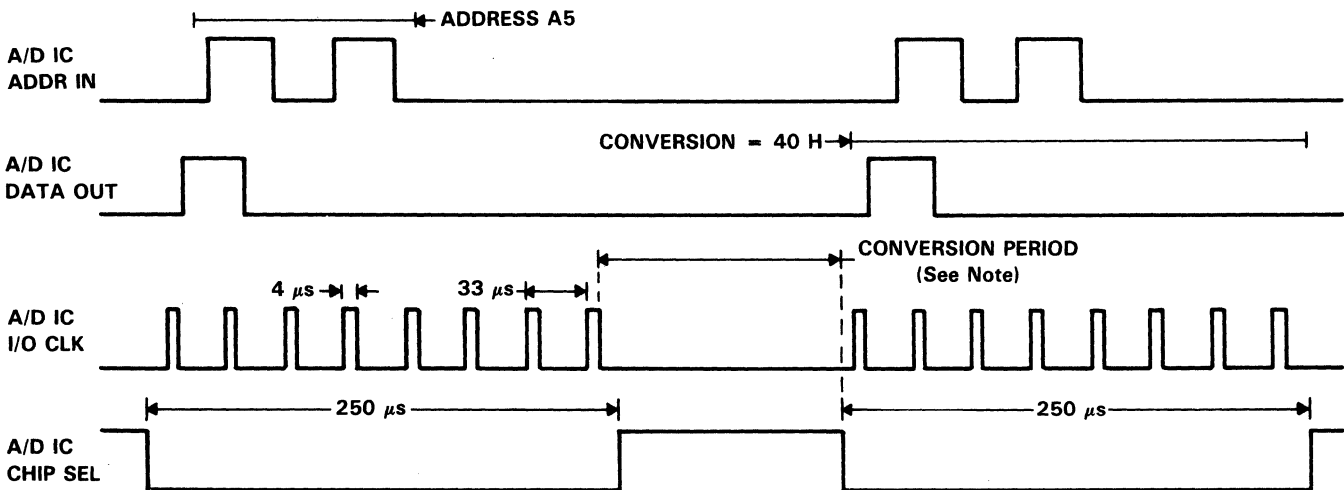 ADDRESS A5
A/D IC
ADDR IN
CONVERSION = 40 H
A/D IC
DATA OUT
CONVERSION PERIOD
(See Note)
4 μs
33 μs
A/D IC
I/O CLK
250 μs
250 μs
A/D IC
CHIP SEL